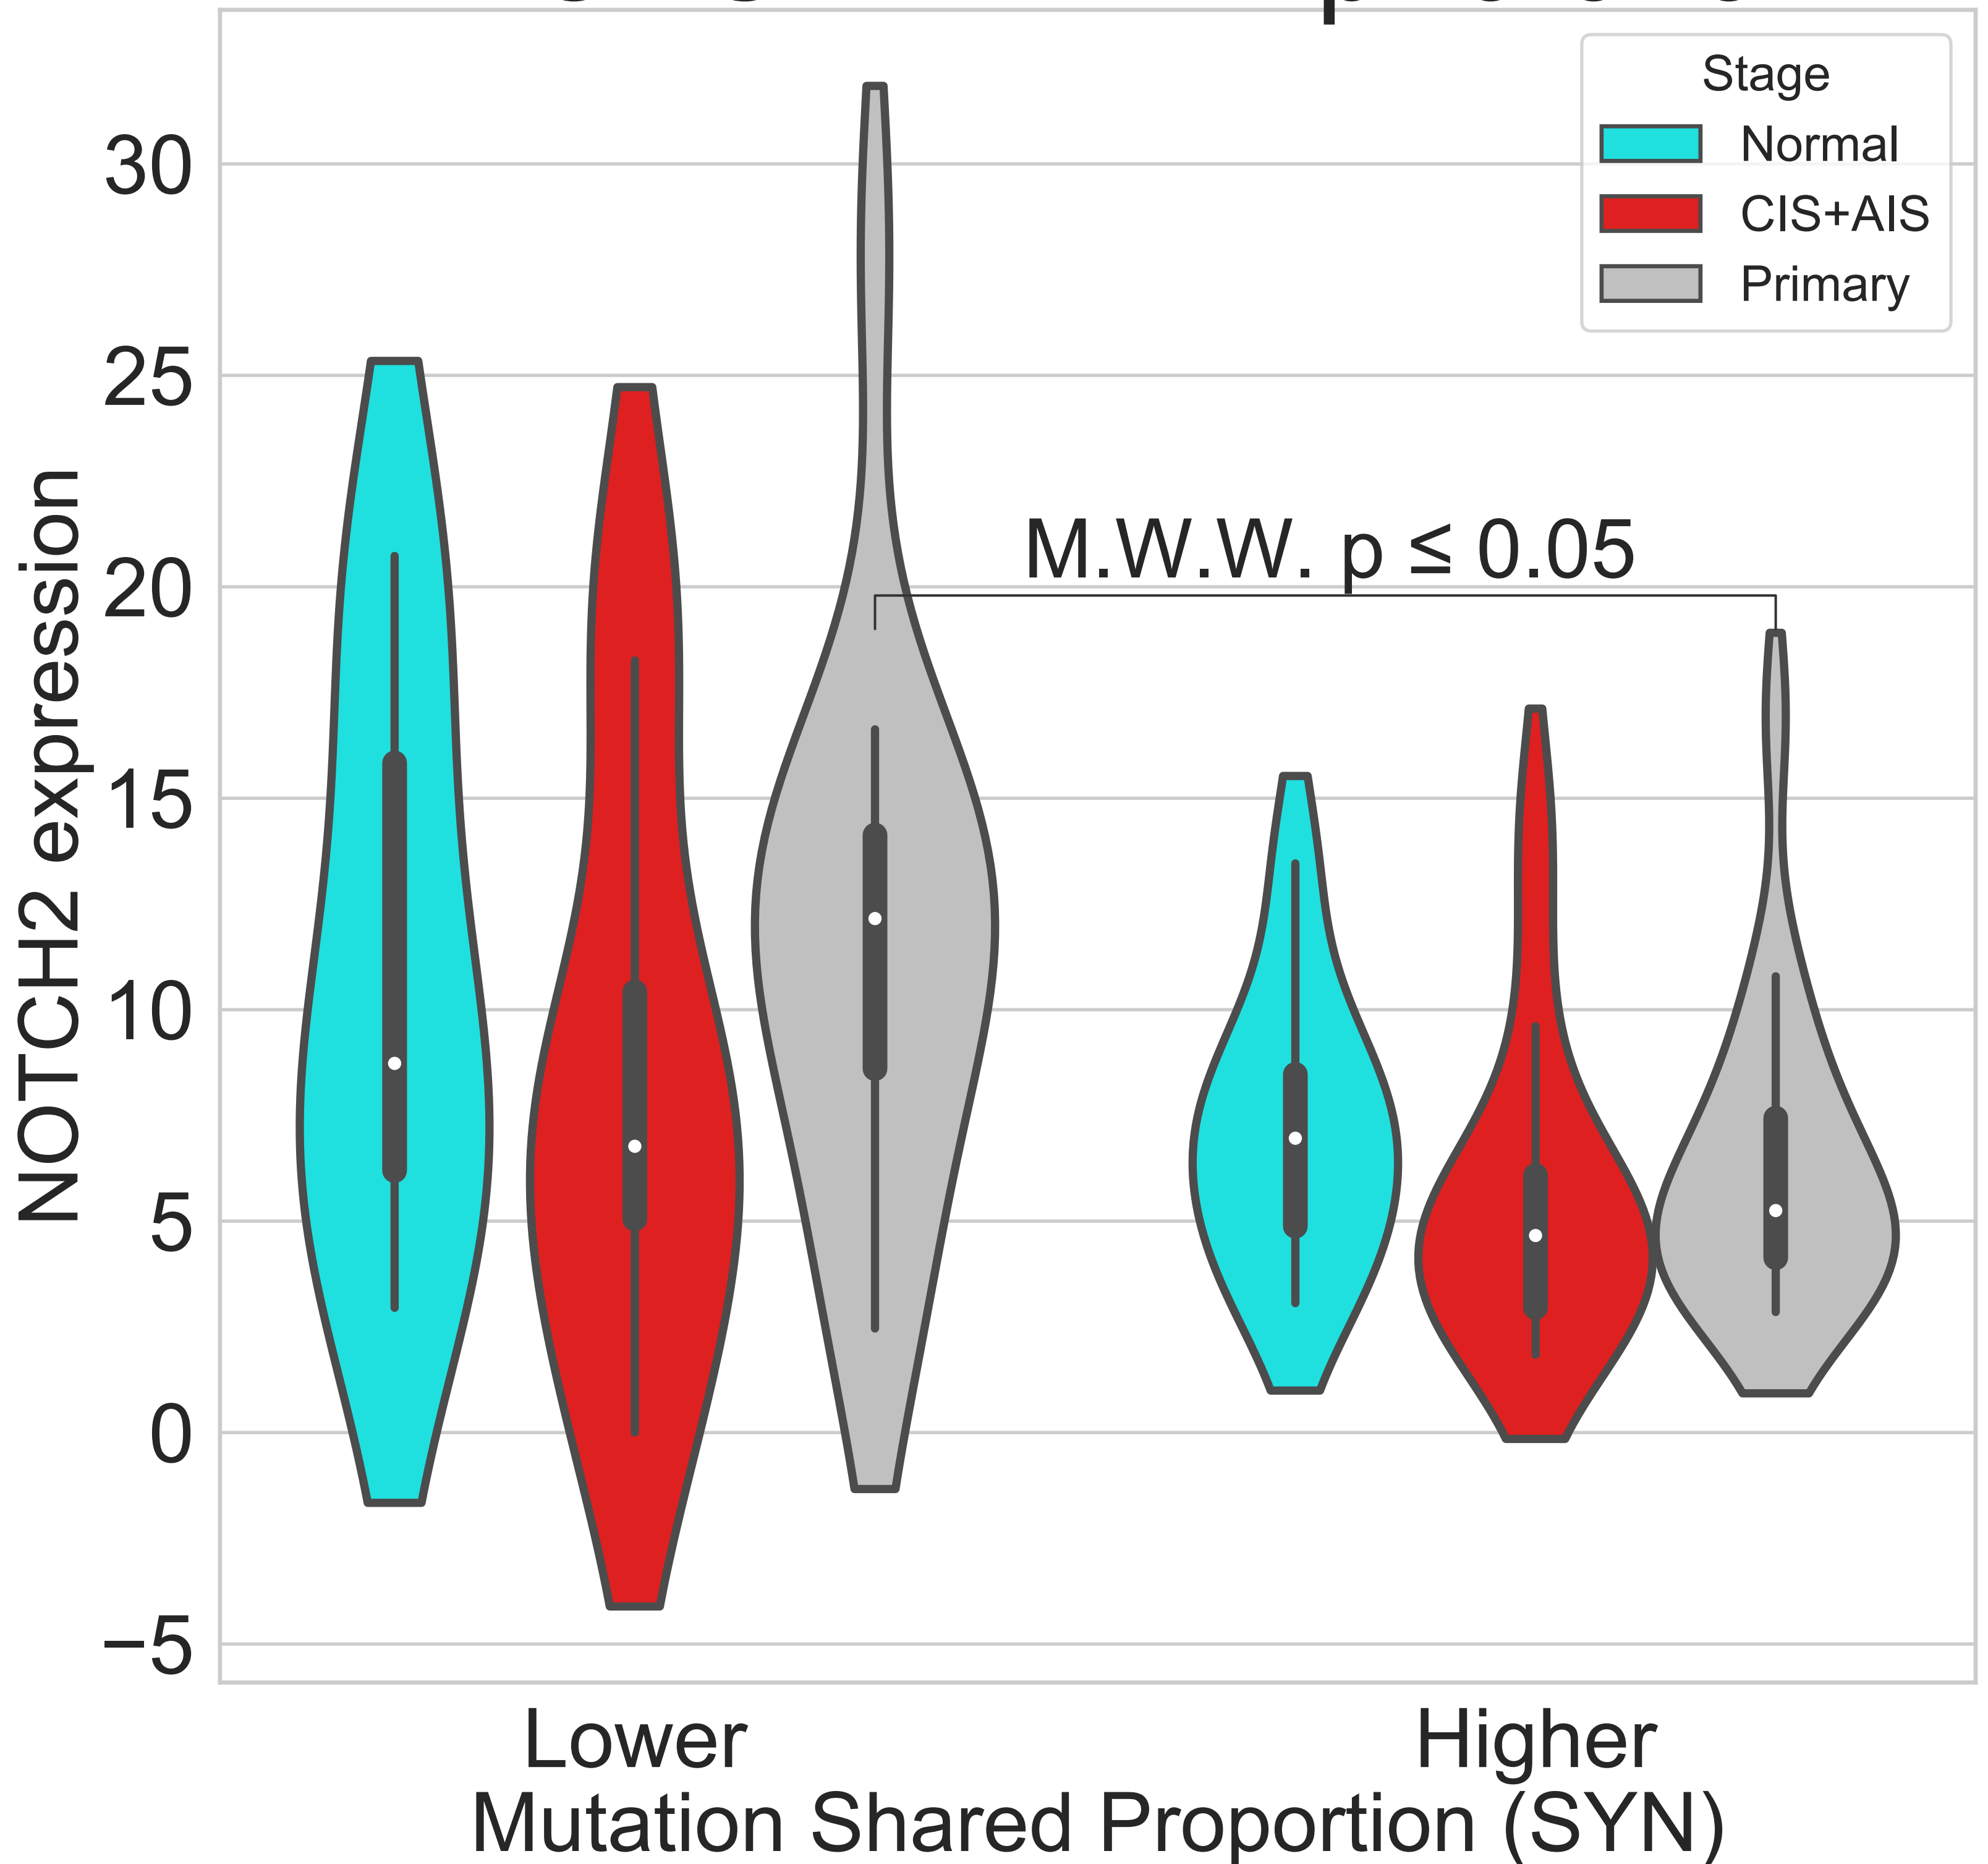 Stage
Normal
CIS+AIS
Primary
30
25
20
15
10
5
0
−5
NOTCH2 expression
M.W.W. p ≤ 0.05
Lower
Higher
Mutation Shared Proportion (SYN)